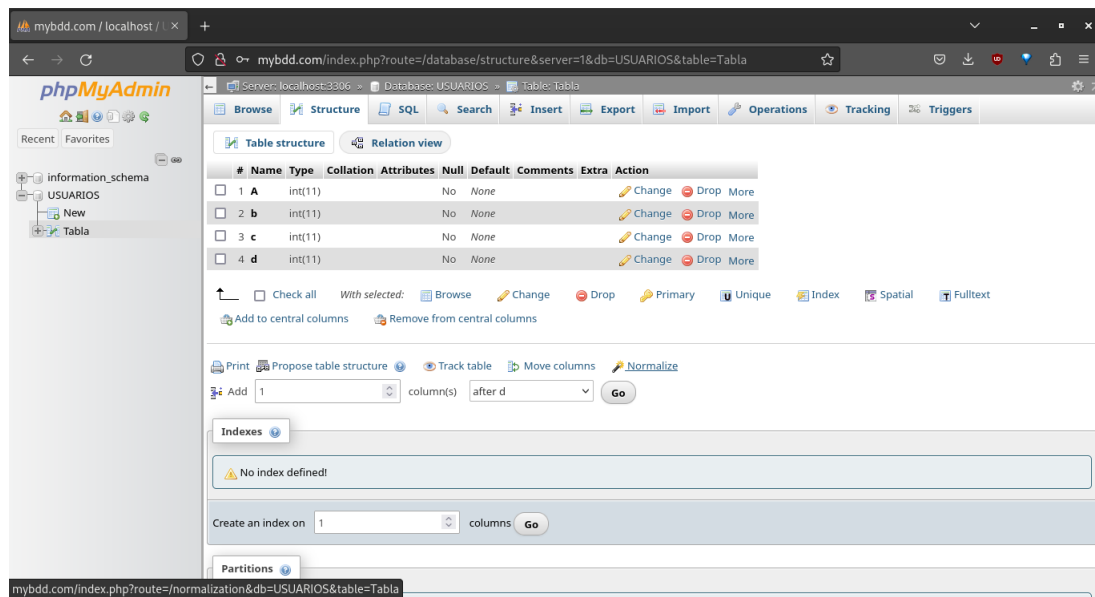 mybdd.com / localhost / U
mybdd.com/index.php?route=/database/structure&server=1&db=USUARIOS&table=Tabla
phpMyAdmin
Recent Favorites
information_schema
USUARIOS
New
Tabla
Server: localhost:3306 » Database: USUARIOS » Table: Tabla
Browse Structure SQL Search Insert Export Import Operations Tracking Triggers
Table structure Relation view
# Name Type Collation Attributes Null Default Comments Extra Action
1 A int(11) No None Change Drop More
2 b int(11) No None Change Drop More
3 c int(11) No None Change Drop More
4 d int(11) No None Change Drop More
Check all With selected: Browse Change Drop Primary Unique Index Spatial Fulltext
Add to central columns Remove from central columns
Print Propose table structure Track table Move columns Normalize
Add 1 column(s) after d Go
Indexes
No index defined!
Create an index on 1 columns Go
Partitions
mybdd.com/index.php?route=/normalization&db=USUARIOS&table=Tabla